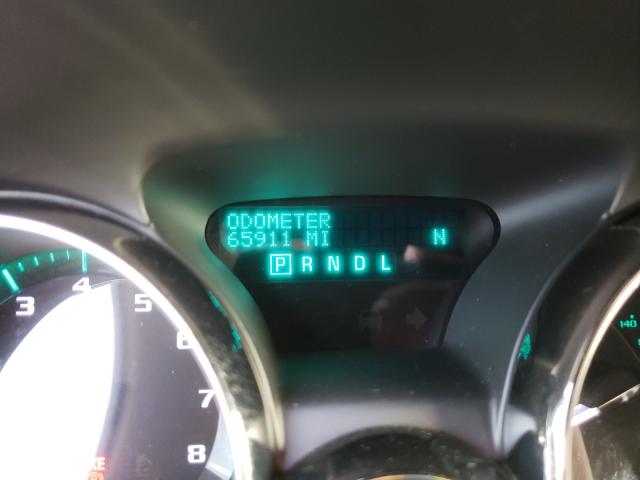 ODOMETER
65911 MI N
P R N D L
3 4 5 6 7 8
140